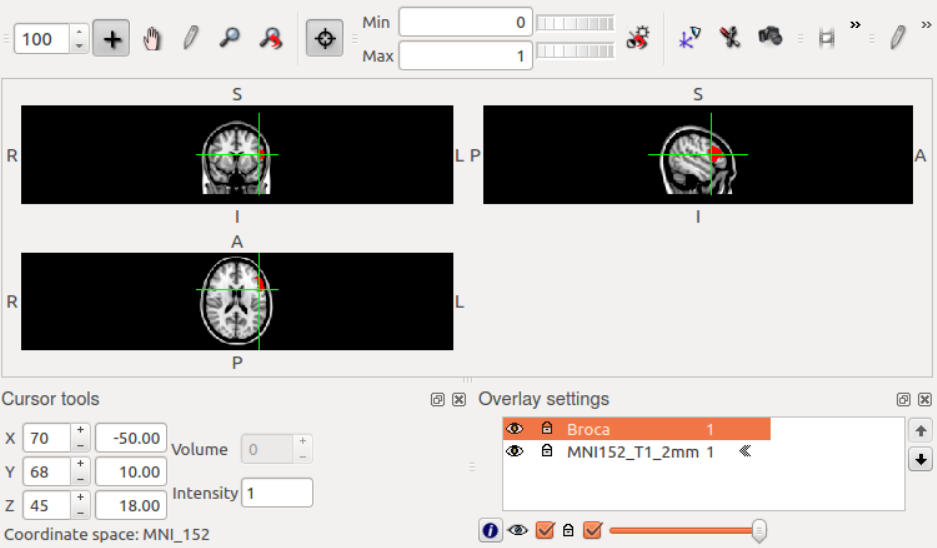 100
Min 0
Max 1
»
»
S
S
R
L
P
A
I
I
A
R
L
P
Cursor tools
Overlay settings
X 70 -50.00
Y 68 10.00
Z 45 18.00
Volume 0
Intensity 1
Coordinate space: MNI_152
Broca 1
MNI152_T1_2mm 1